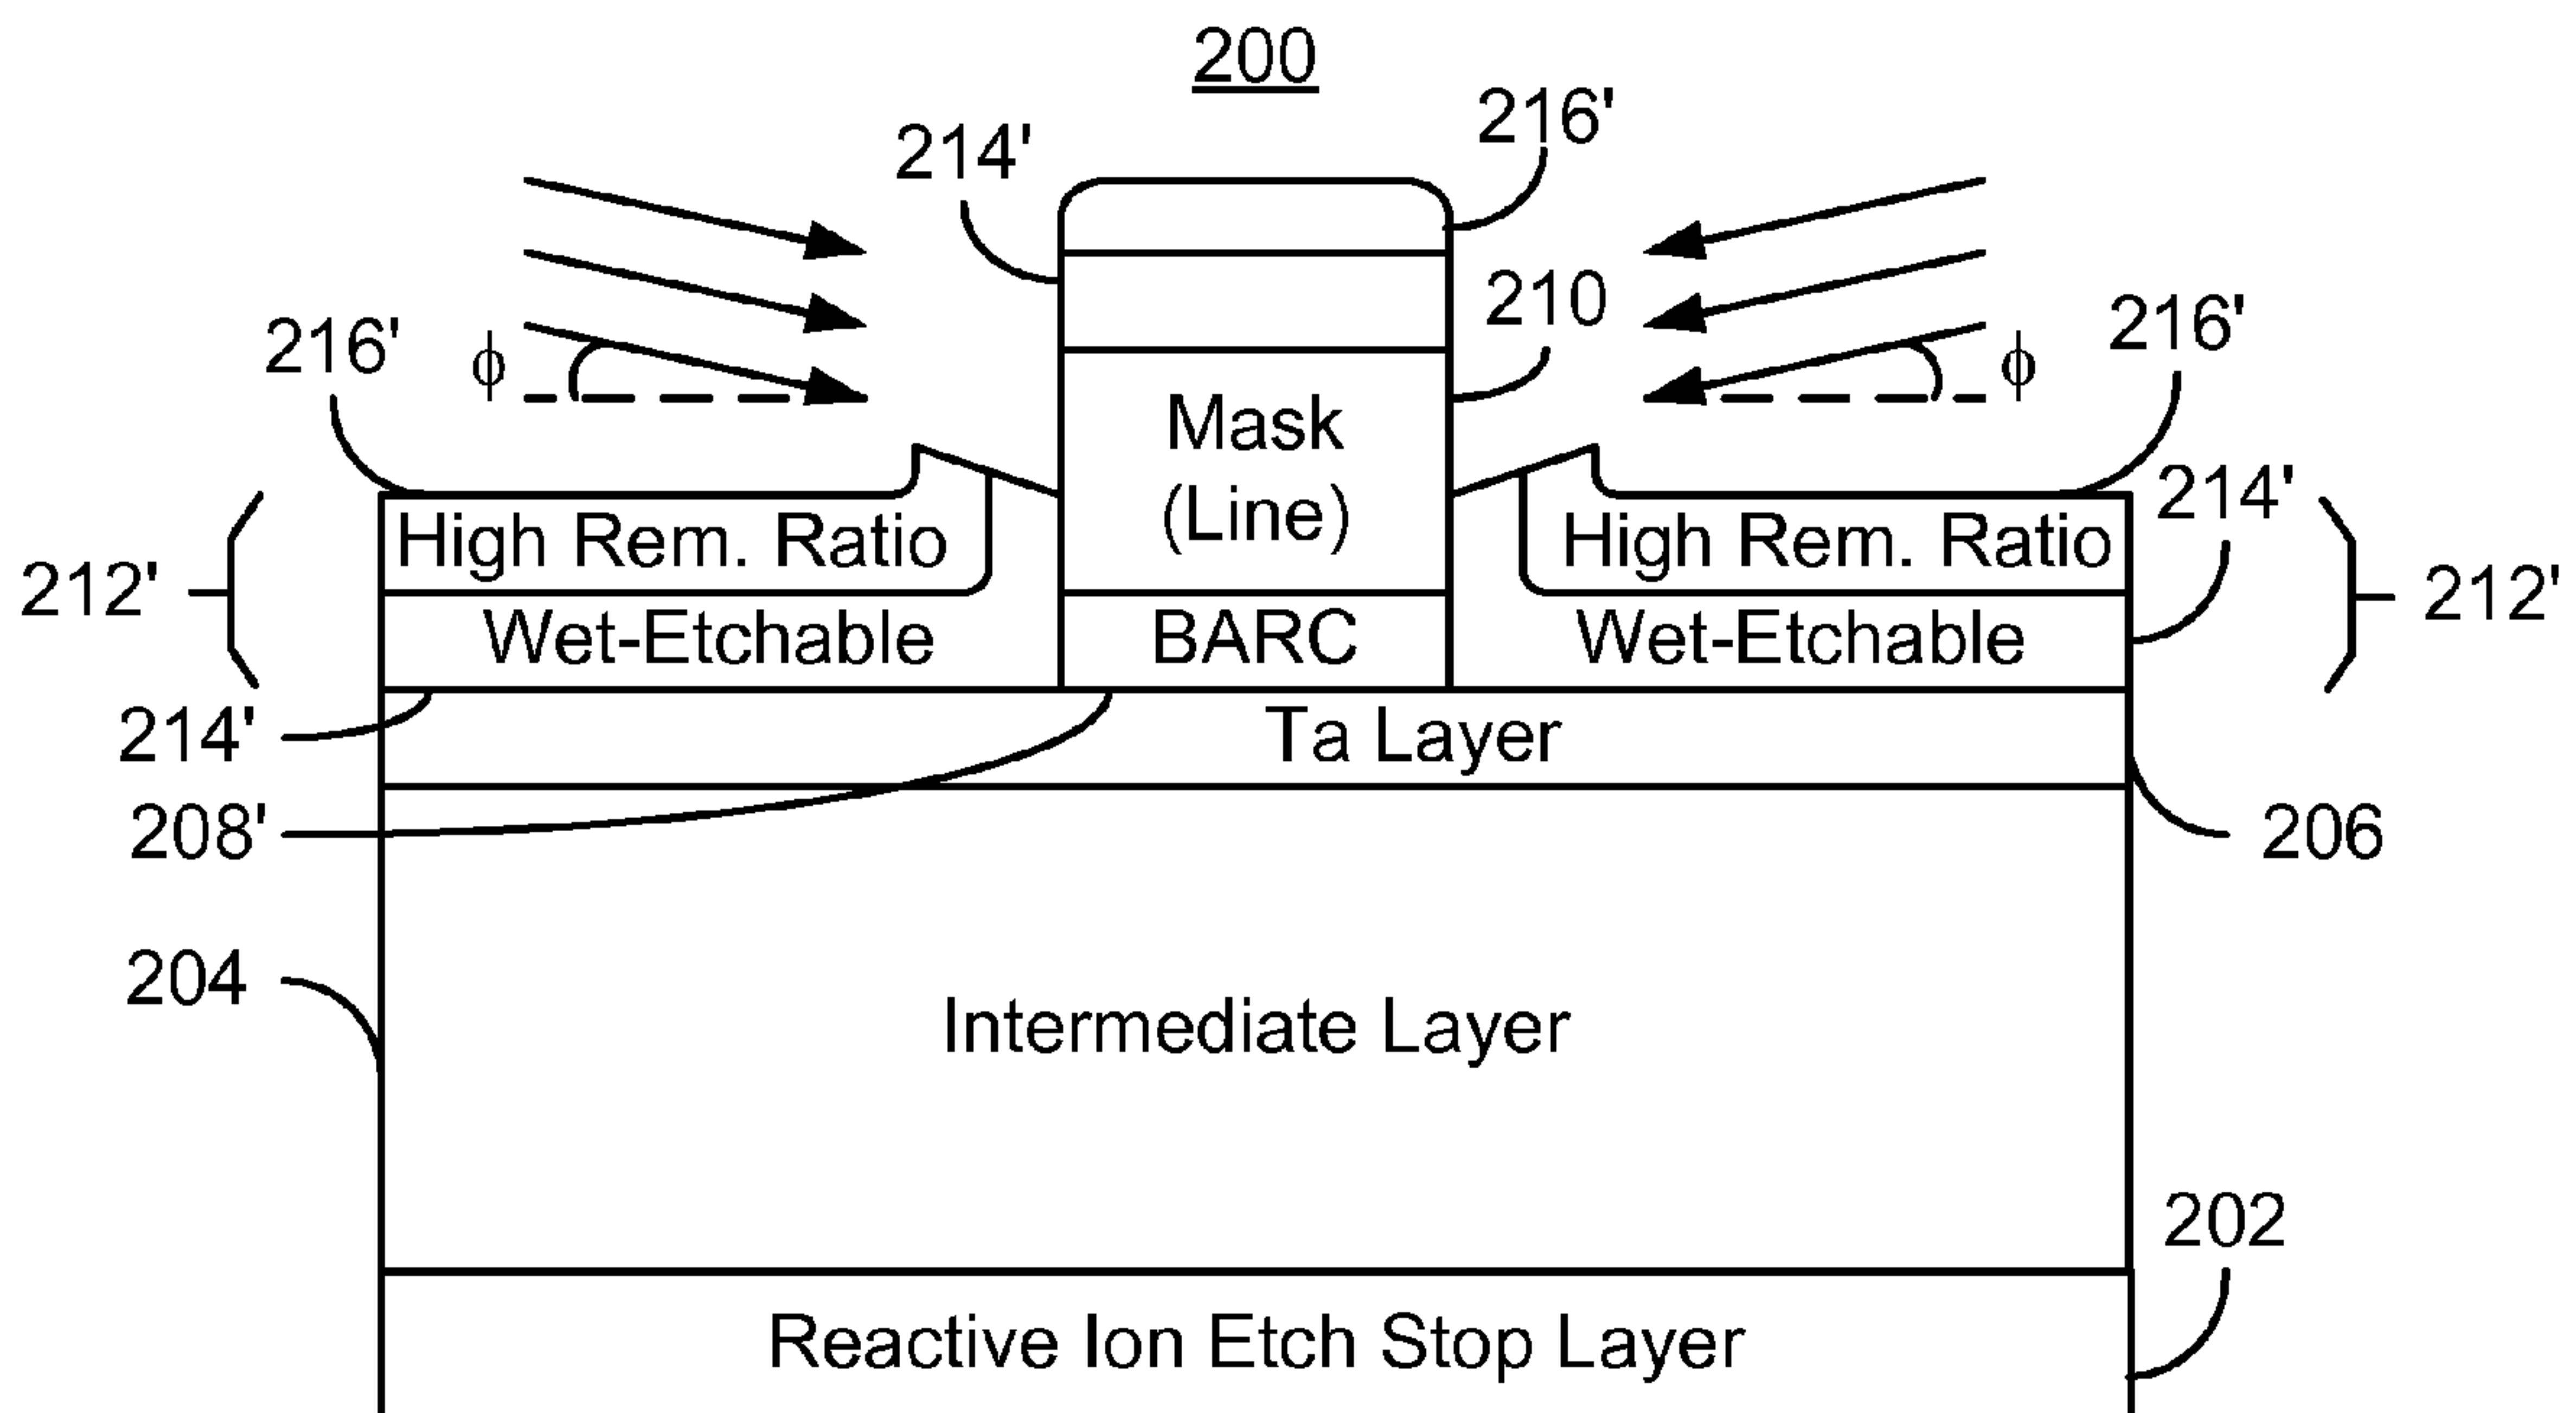 200
216'
214'
210
216'
216'
ϕ
ϕ
Mask
(Line)
214'
High Rem. Ratio
High Rem. Ratio
212'
212'
Wet-Etchable
BARC
Wet-Etchable
214'
Ta Layer
208'
206
204
Intermediate Layer
202
Reactive Ion Etch Stop Layer